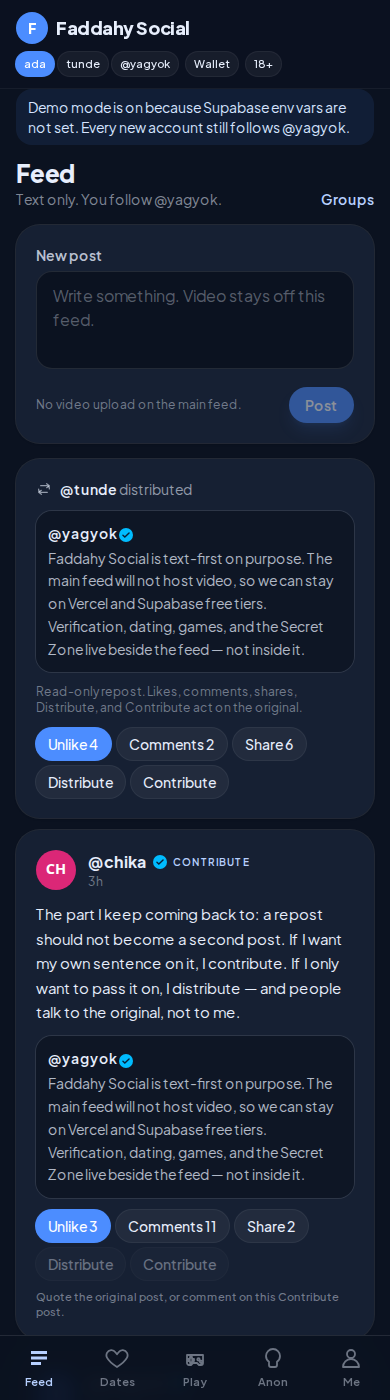 F Faddahy Social
ada tunde @yagyok Wallet 18+
Demo mode is on because Supabase env vars are
not set. Every new account still follows @yagyok.
Feed
Text only. You follow @yagyok. Groups
New post
Write something. Video stays off this
feed.
No video upload on the main feed. Post
@tunde distributed
@yagyok
Faddahy Social is text-first on purpose. The
main feed will not host video, so we can stay
on Vercel and Supabase free tiers.
Verification, dating, games, and the Secret
Zone live beside the feed — not inside it.
Read-only repost. Likes, comments, shares,
Distribute, and Contribute act on the original.
Unlike 4 Comments 2 Share 6
Distribute Contribute
CH @chika CONTRIBUTE
3h
The part I keep coming back to: a repost
should not become a second post. If I want
my own sentence on it, I contribute. If I only
want to pass it on, I distribute — and people
talk to the original, not to me.
@yagyok
Faddahy Social is text-first on purpose. The
main feed will not host video, so we can stay
on Vercel and Supabase free tiers.
Verification, dating, games, and the Secret
Zone live beside the feed — not inside it.
Unlike 3 Comments 11 Share 2
Distribute Contribute
Quote the original post, or comment on this Contribute
post.
Feed Dates Play Anon Me